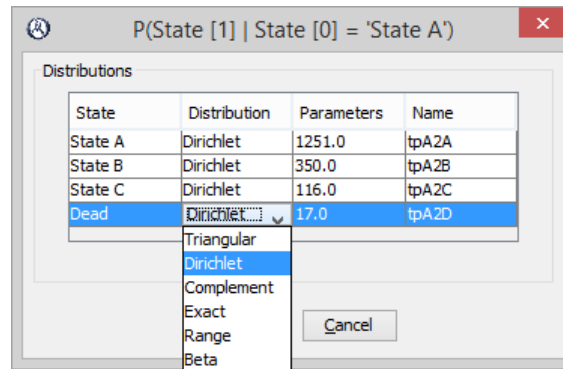 P(State [1] | State [0] = 'State A')
Distributions
State Distribution Parameters Name
State A Dirichlet 1251.0 tpA2A
State B Dirichlet 350.0 tpA2B
State C Dirichlet 116.0 tpA2C
Dead Dirichlet 17.0 tpA2D
Triangular
Dirichlet
Complement
Exact
Range
Beta
Cancel